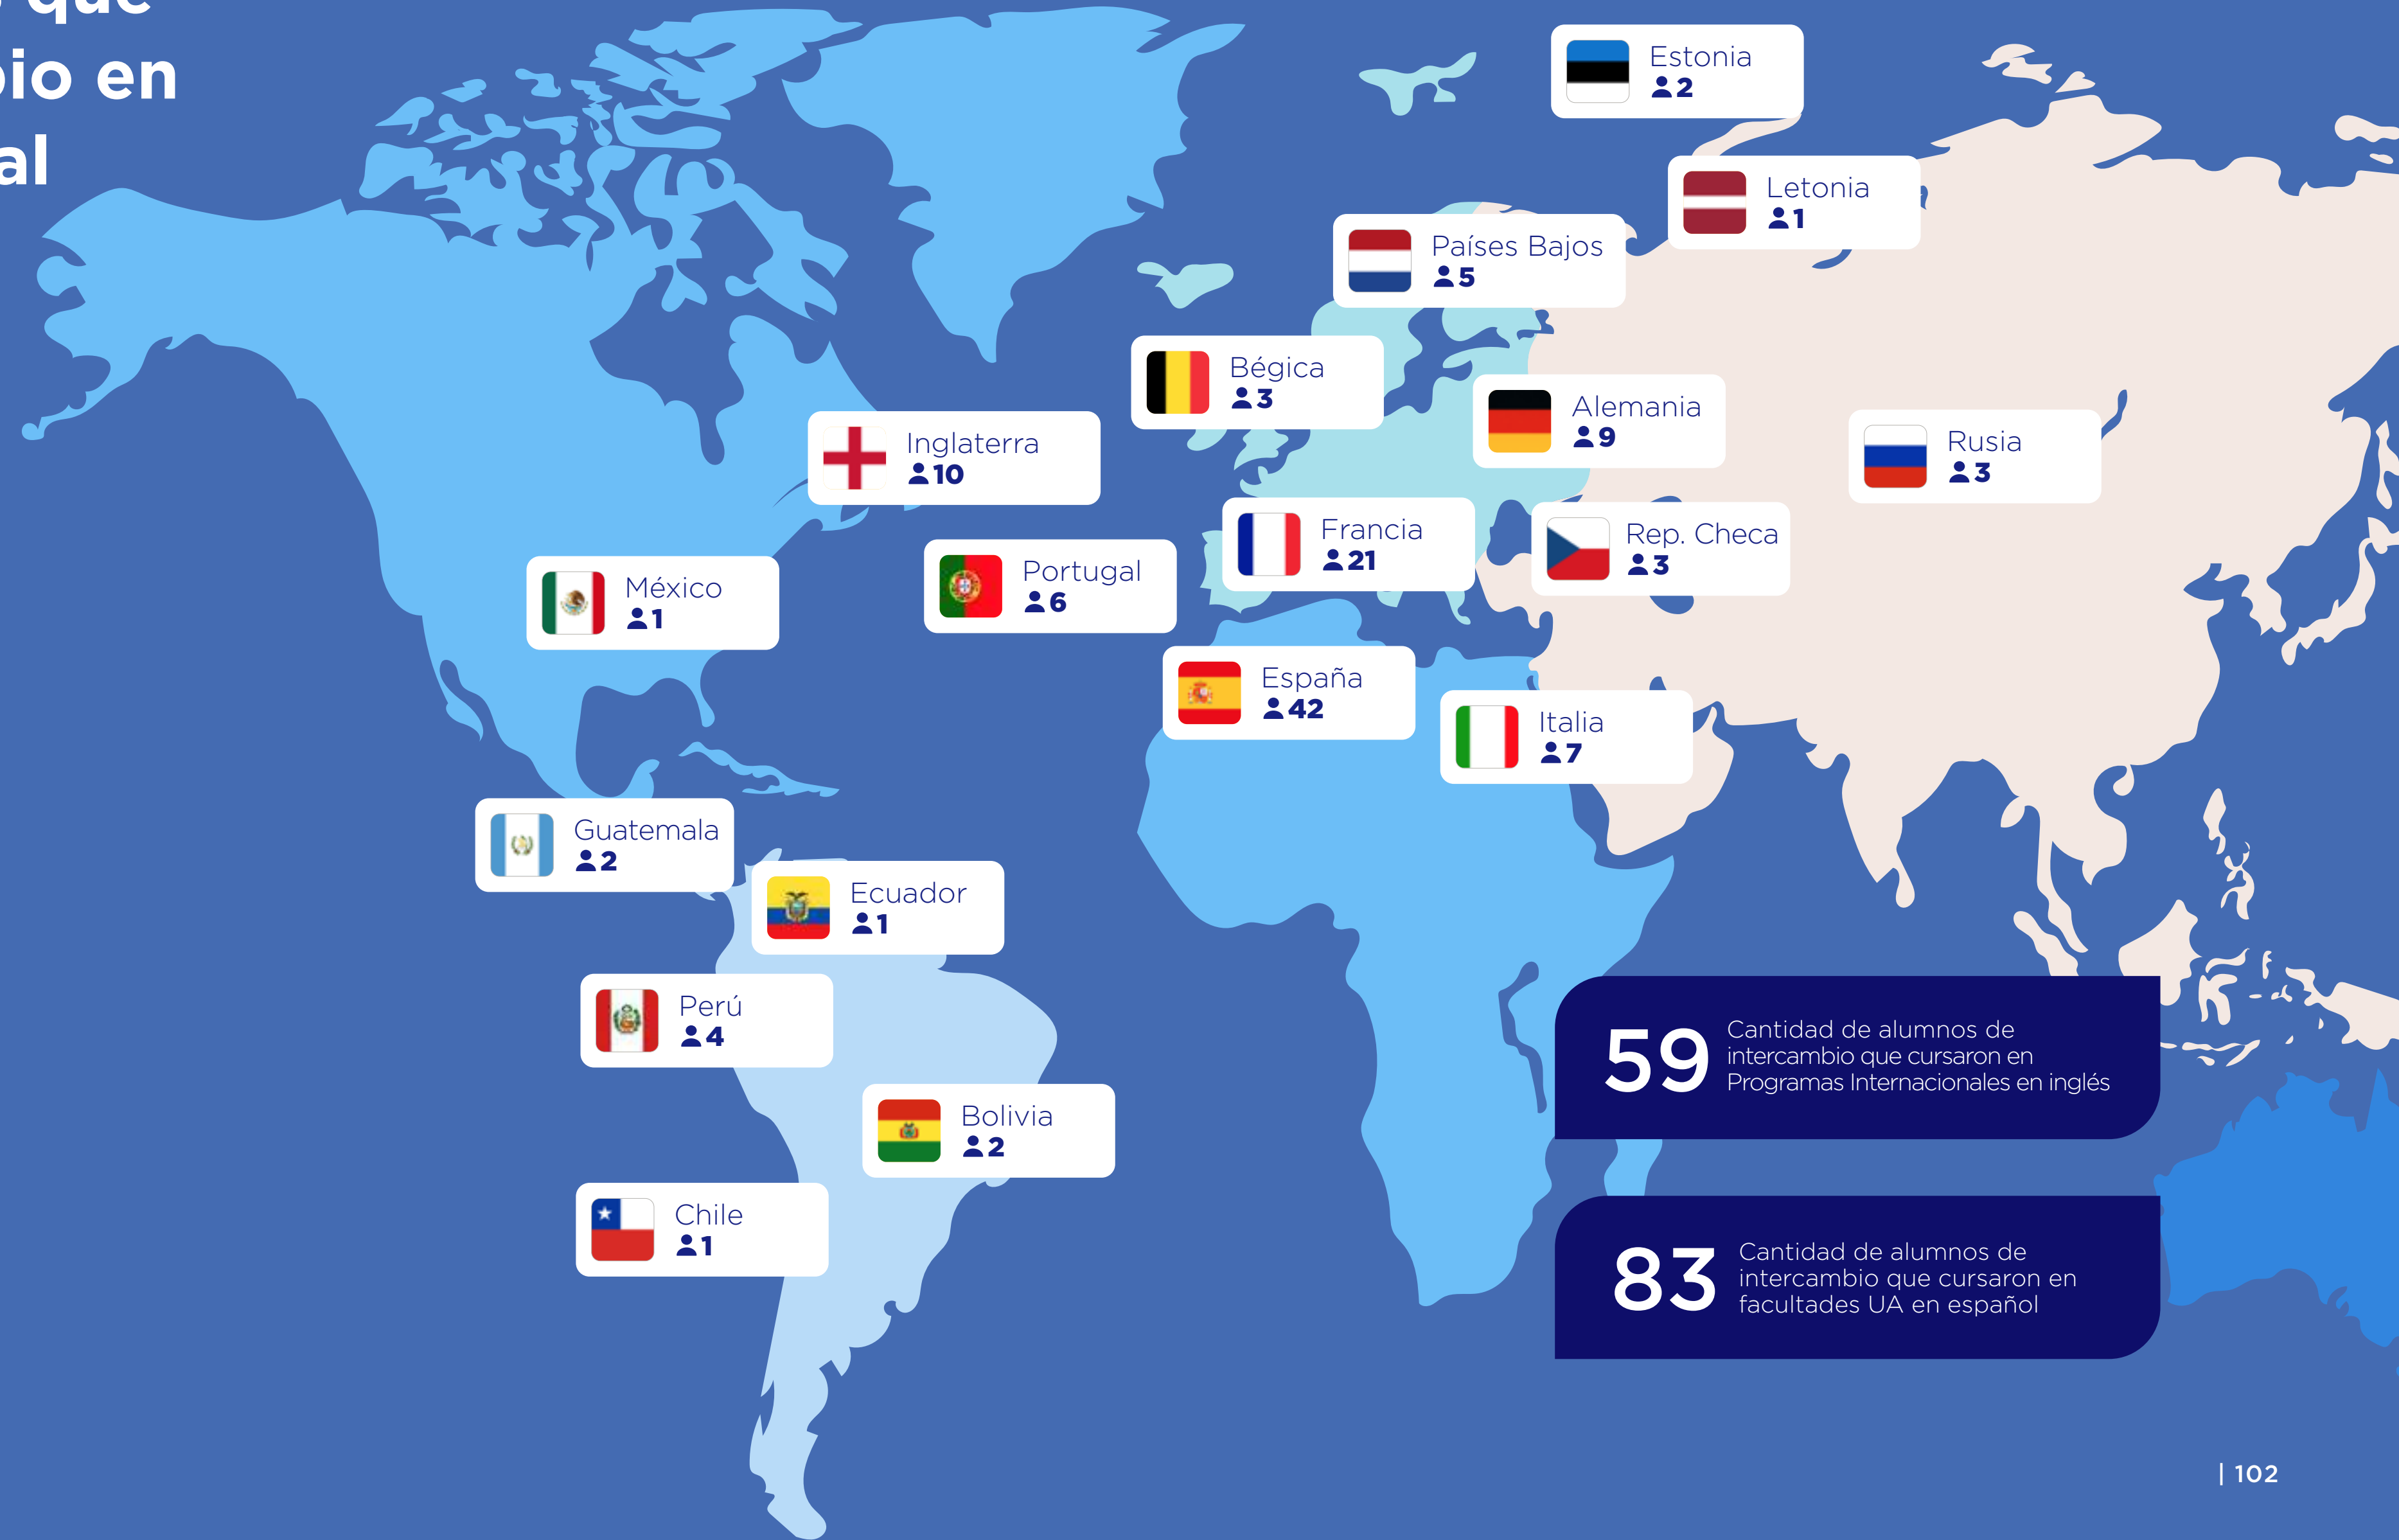 que
io en
al
Estonia
2
Letonia
1
Países Bajos
5
Bégica
3
Alemania
9
Inglaterra
10
Rusia
3
Francia
21
Rep. Checa
3
Portugal
6
México
1
España
42
Italia
7
Guatemala
2
Ecuador
1
Perú
4
Bolivia
2
Chile
1
59
Cantidad de alumnos de
intercambio que cursaron en
Programas Internacionales en inglés
83
Cantidad de alumnos de
intercambio que cursaron en
facultades UA en español
| 102